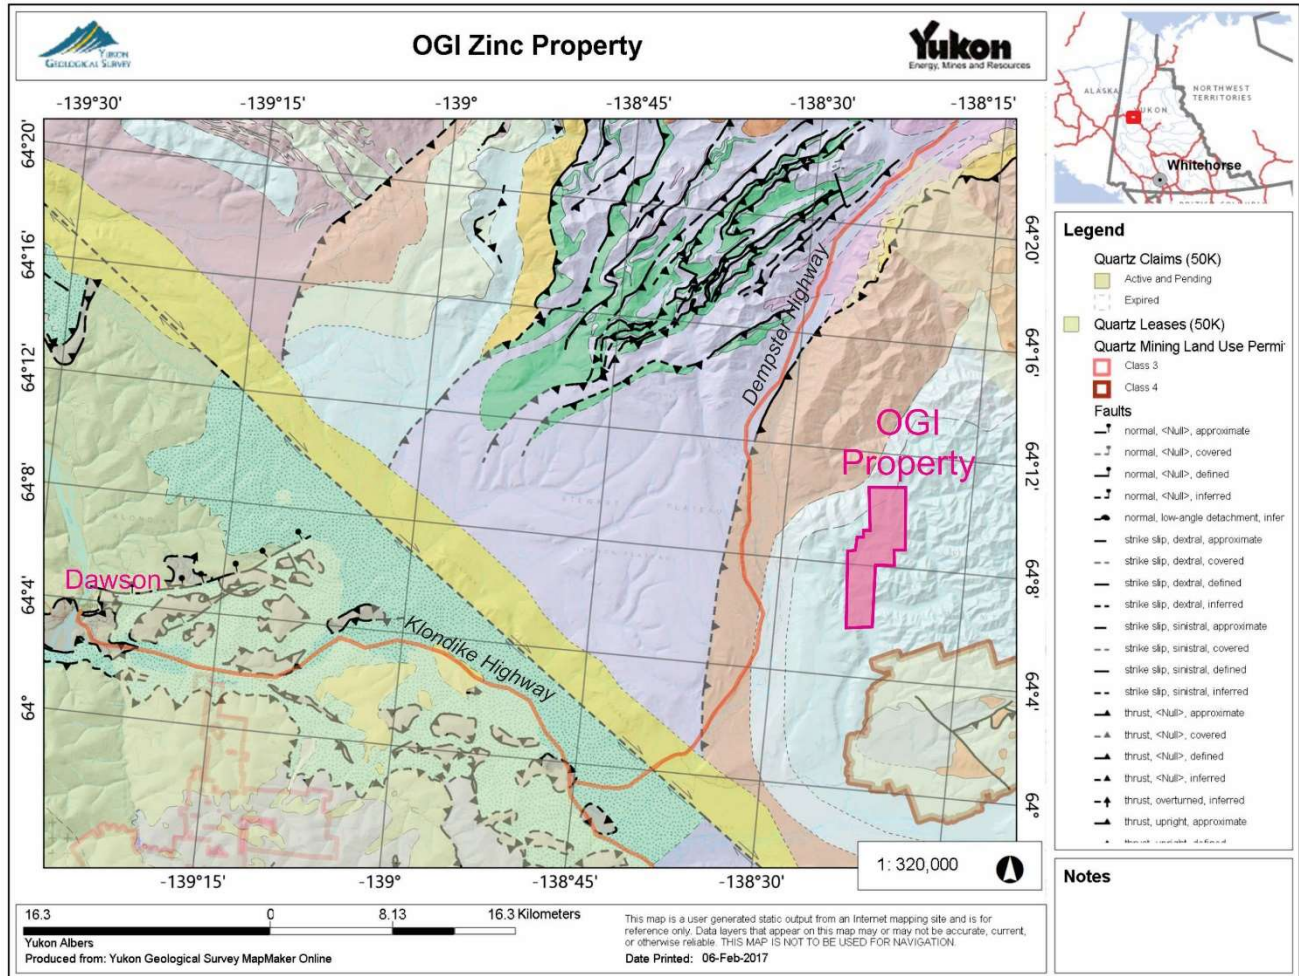 YUKON
GEOLOGICAL SURVEY
OGI Zinc Property
Yukon
Energy, Mines and Resources
-139°30'
-139°15'
-139°
-138°45'
-138°30'
-138°15'
64°20'
64°16'
64°12'
64°8'
64°4'
64°
64°20'
64°16'
64°12'
64°8'
64°4'
64°
Dempster Highway
OGI
Property
Dawson
Klondike Highway
1: 320,000
-139°15'
-139°
-138°45'
-138°30'
16.3
0
8.13
16.3 Kilometers
Yukon Albers
Produced from: Yukon Geological Survey MapMaker Online
This map is a user generated static output from an Internet mapping site and is for
reference only. Data layers that appear on this map may or may not be accurate, current,
or otherwise reliable. THIS MAP IS NOT TO BE USED FOR NAVIGATION.
Date Printed: 06-Feb-2017
ALASKA
YUKON
NORTHWEST
TERRITORIES
Whitehorse
Legend
Quartz Claims (50K)
Active and Pending
Expired
Quartz Leases (50K)
Quartz Mining Land Use Permi
Class 3
Class 4
Faults
normal, <Null>, approximate
normal, <Null>, covered
normal, <Null>, defined
normal, <Null>, inferred
normal, low-angle detachment, infer
strike slip, dextral, approximate
strike slip, dextral, covered
strike slip, dextral, defined
strike slip, dextral, inferred
strike slip, sinistral, approximate
strike slip, sinistral, covered
strike slip, sinistral, defined
strike slip, sinistral, inferred
thrust, <Null>, approximate
thrust, <Null>, covered
thrust, <Null>, defined
thrust, <Null>, inferred
thrust, overturned, inferred
thrust, upright, approximate
Notes